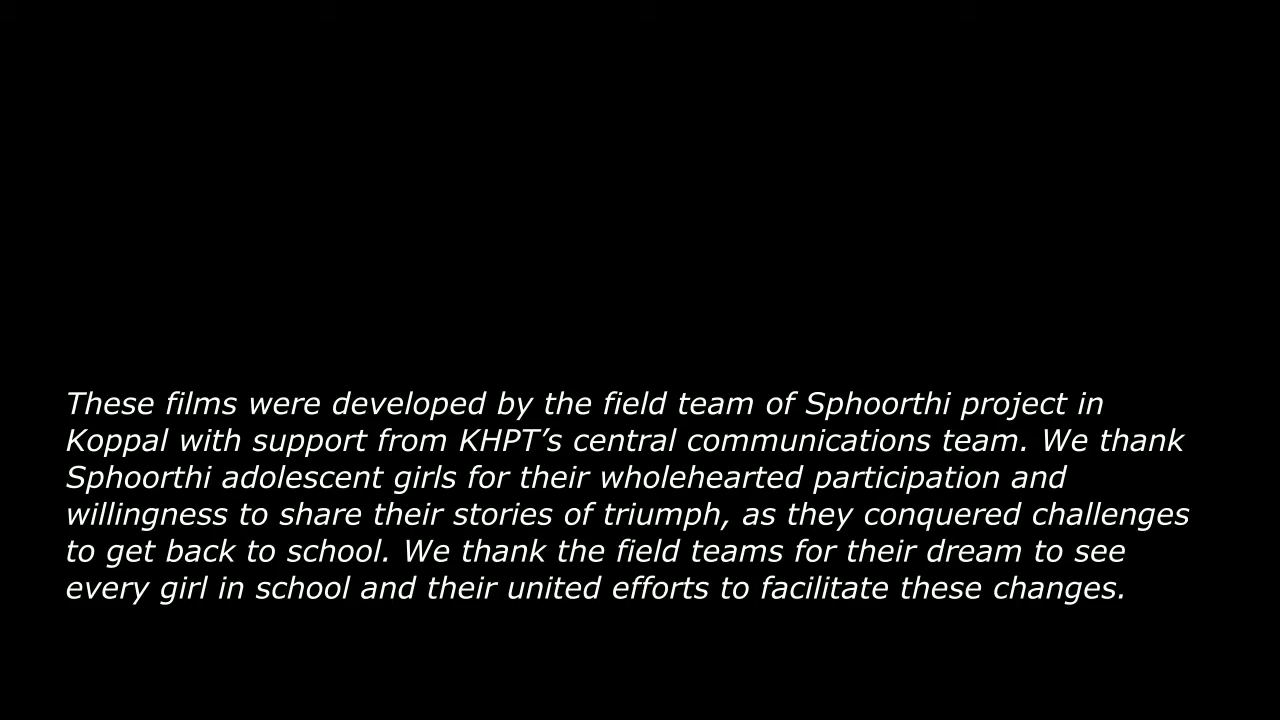 These films were developed by the field team of Sphoorthi project in
Koppal with support from KHPT’s central communications team. We thank
Sphoorthi adolescent girls for their wholehearted participation and
willingness to share their stories of triumph, as they conquered challenges
to get back to school. We thank the field teams for their dream to see
every girl in school and their united efforts to facilitate these changes.